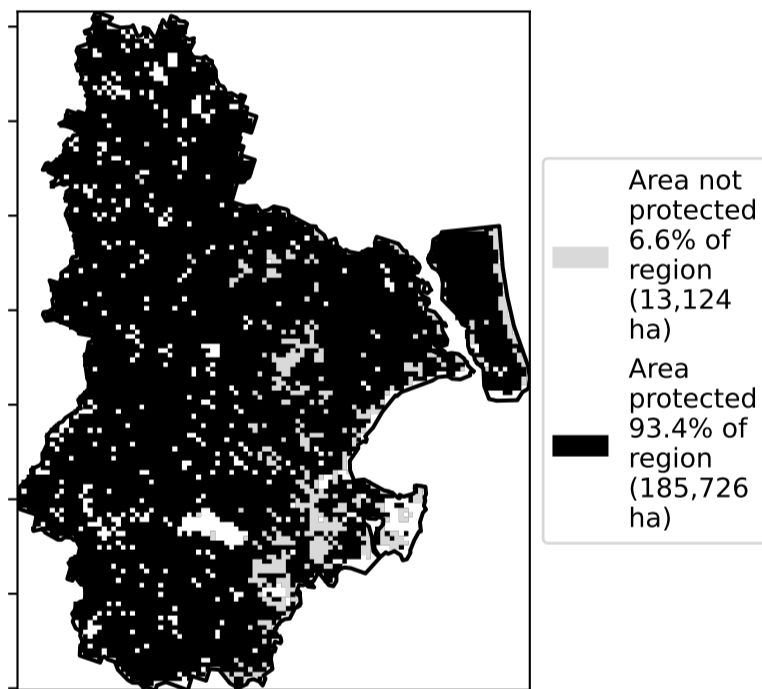 Area not
protected
6.6% of
region
(13,124
ha)
Area
protected
93.4% of
region
(185,726
ha)